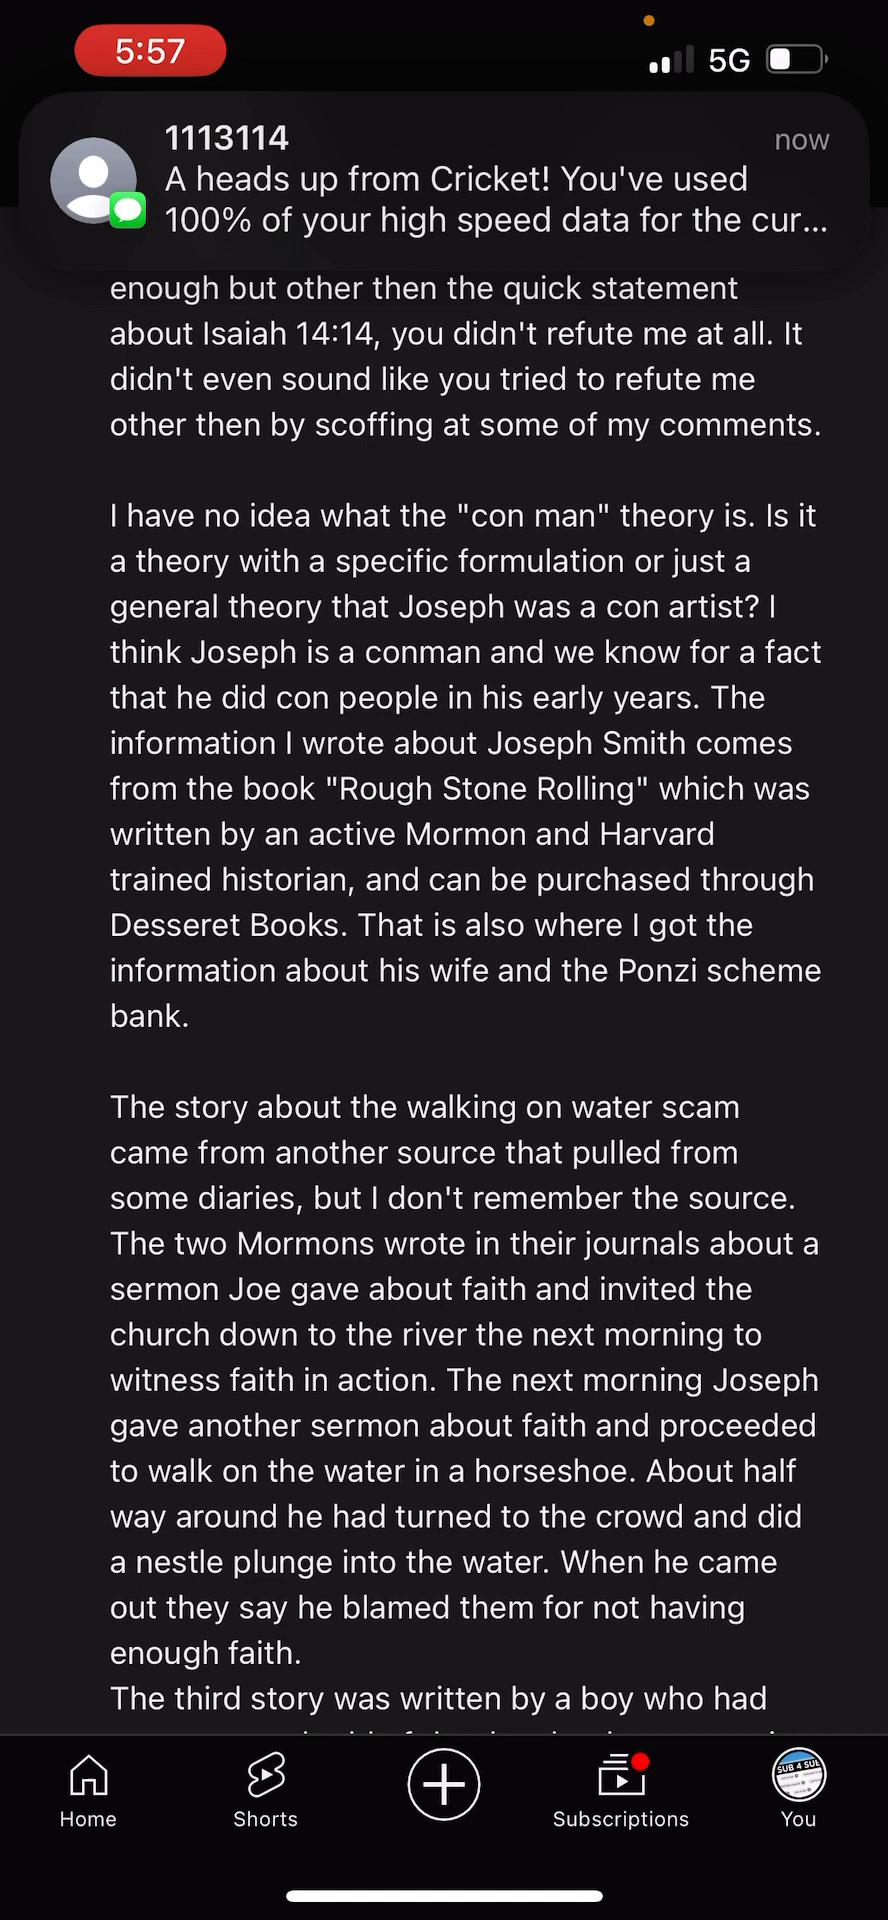 5:57
5G
1113114
now
A heads up from Cricket! You've used
100% of your high speed data for the cur...
enough but other then the quick statement
about Isaiah 14:14, you didn't refute me at all. It
didn't even sound like you tried to refute me
other then by scoffing at some of my comments.
I have no idea what the "con man" theory is. Is it
a theory with a specific formulation or just a
general theory that Joseph was a con artist? I
think Joseph is a conman and we know for a fact
that he did con people in his early years. The
information I wrote about Joseph Smith comes
from the book "Rough Stone Rolling" which was
written by an active Mormon and Harvard
trained historian, and can be purchased through
Desseret Books. That is also where I got the
information about his wife and the Ponzi scheme
bank.
The story about the walking on water scam
came from another source that pulled from
some diaries, but I don't remember the source.
The two Mormons wrote in their journals about a
sermon Joe gave about faith and invited the
church down to the river the next morning to
witness faith in action. The next morning Joseph
gave another sermon about faith and proceeded
to walk on the water in a horseshoe. About half
way around he had turned to the crowd and did
a nestle plunge into the water. When he came
out they say he blamed them for not having
enough faith.
The third story was written by a boy who had
SUB 4 SUB
Home
Shorts
Subscriptions
You